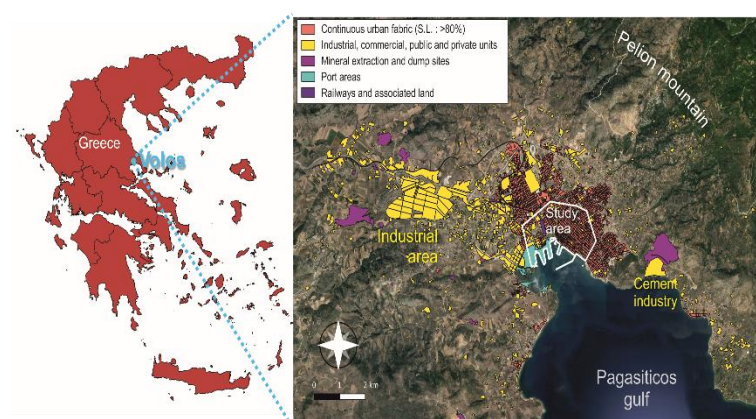 Greece
Volos
Continuous urban fabric (S.L. : >80%)
Industrial, commercial, public and private units
Mineral extraction and dump sites
Port areas
Railways and associated land
Pelion mountain
Study
area
Industrial
area
Cement
industry
Pagasiticos
gulf
0 1 2 km